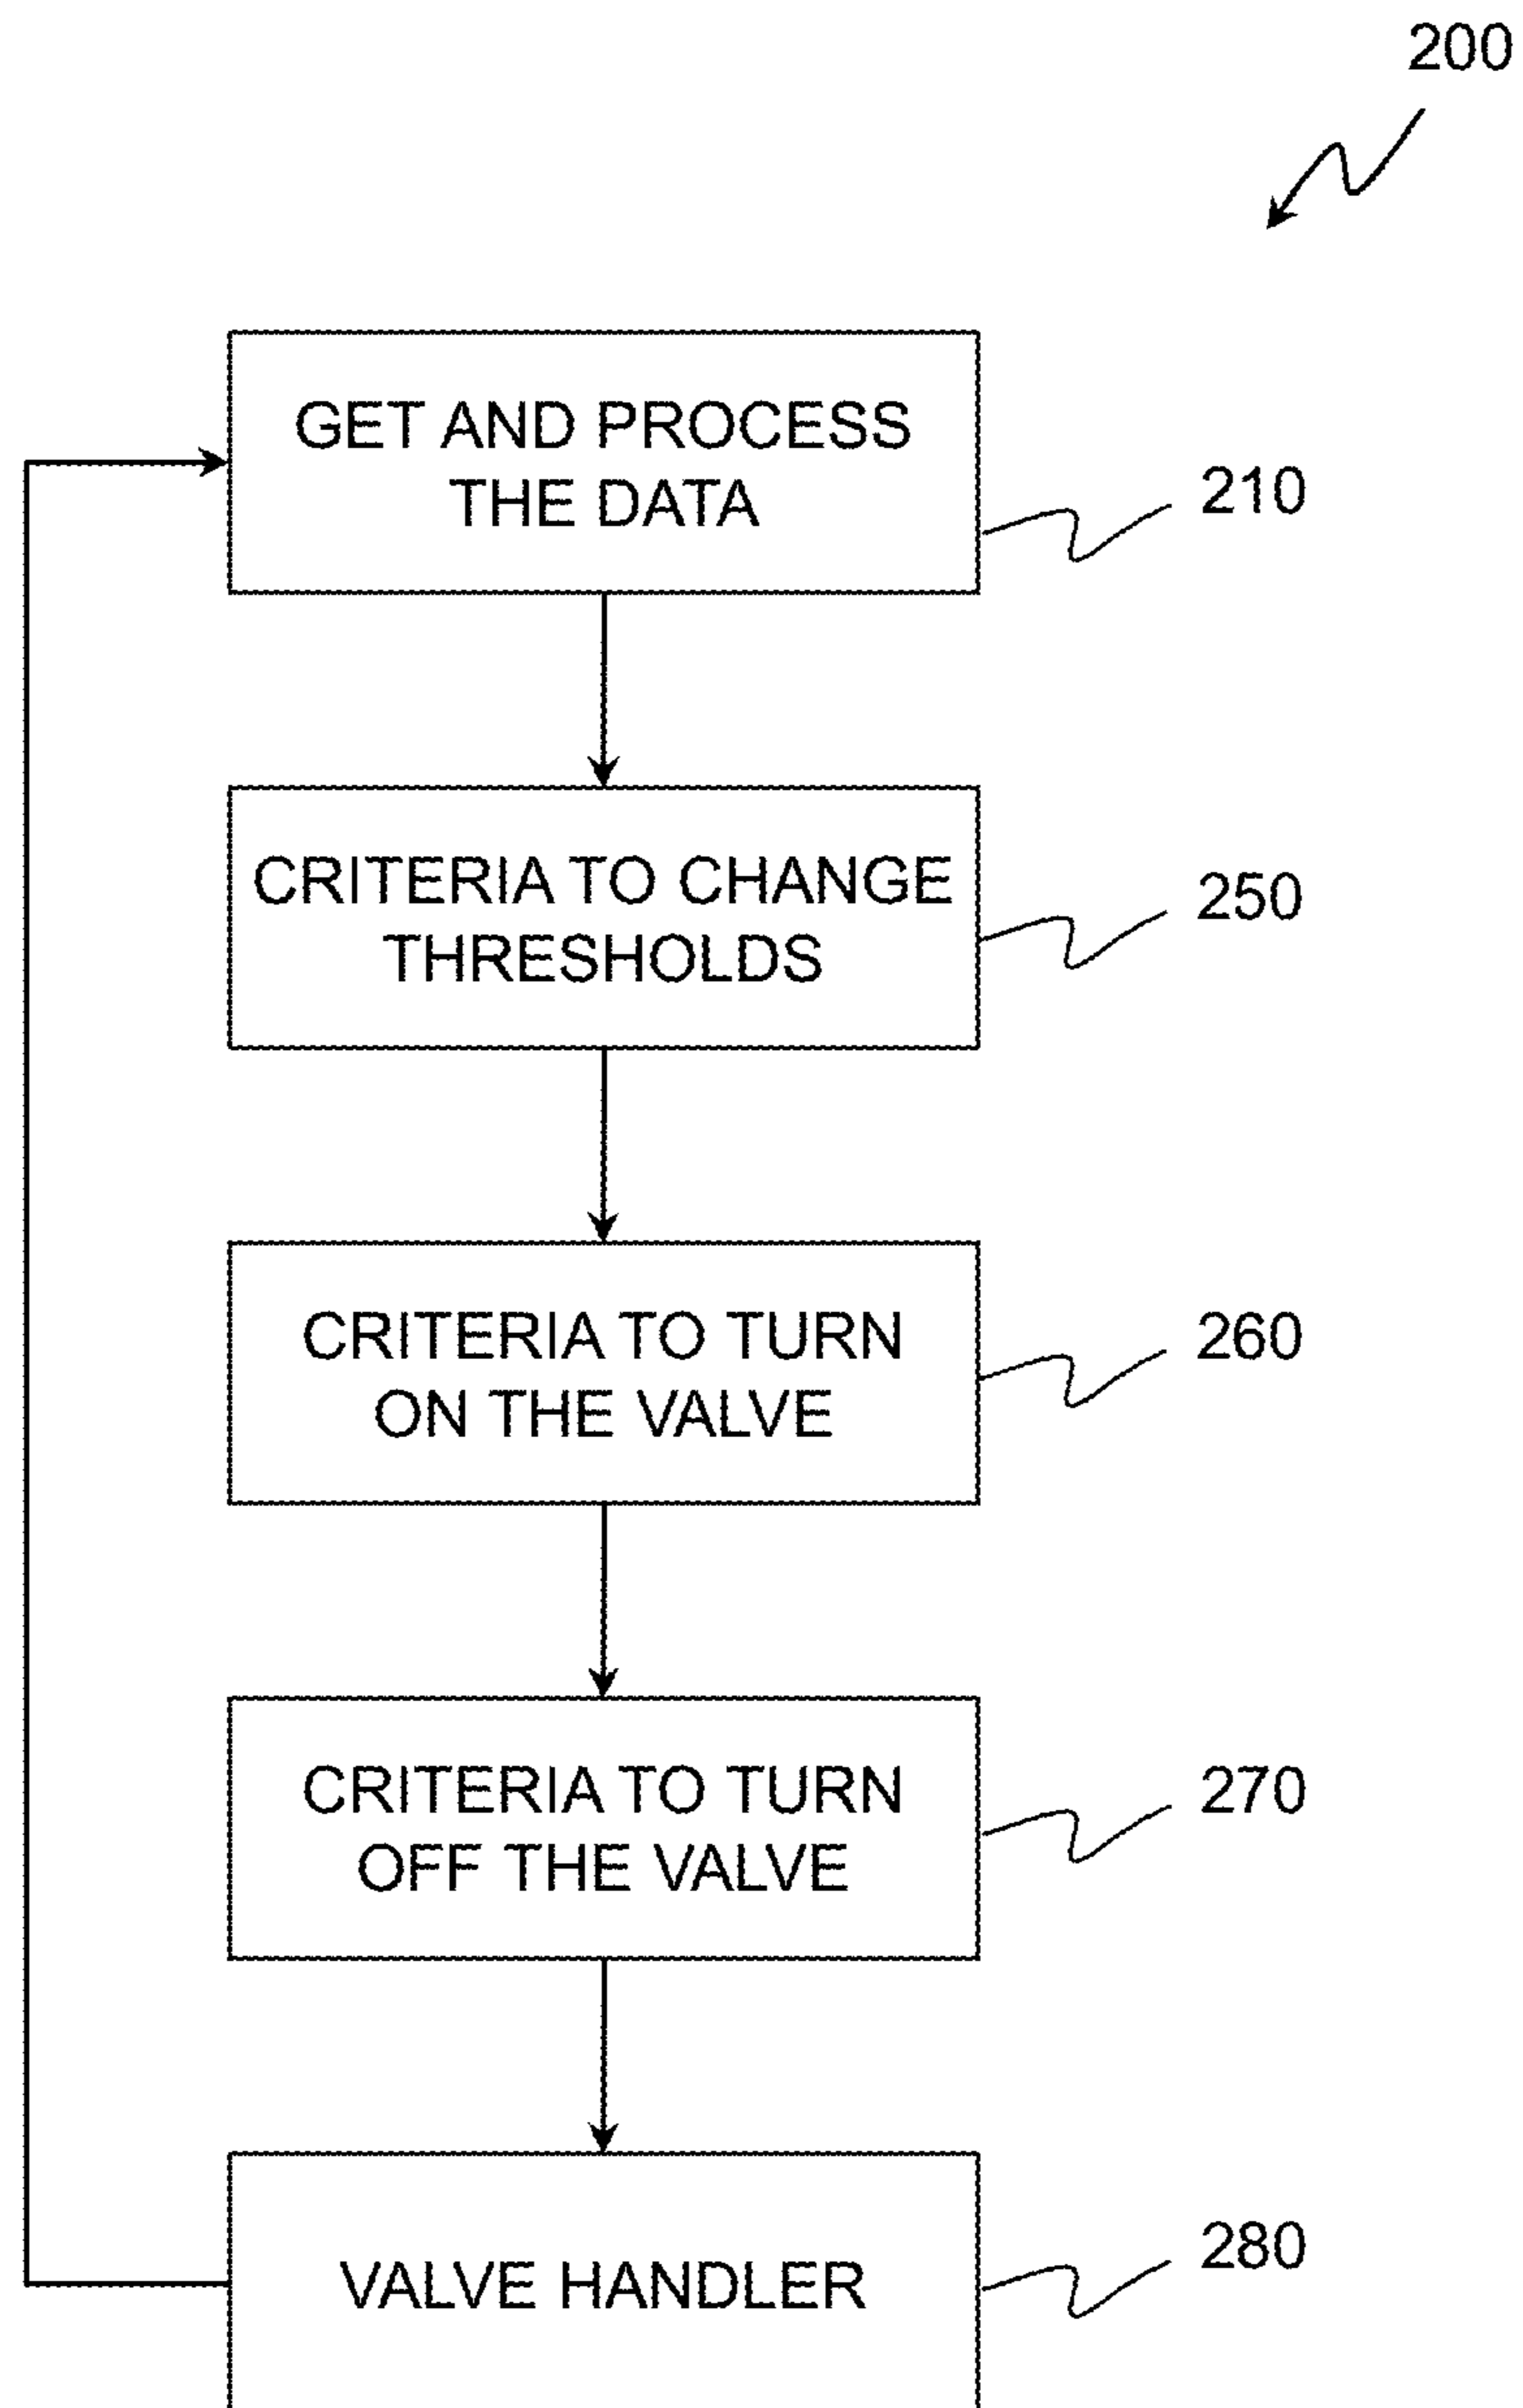 200
GET AND PROCESS
THE DATA
210
CRITERIA TO CHANGE
THRESHOLDS
250
CRITERIA TO TURN
ON THE VALVE
260
CRITERIA TO TURN
OFF THE VALVE
270
VALVE HANDLER
280